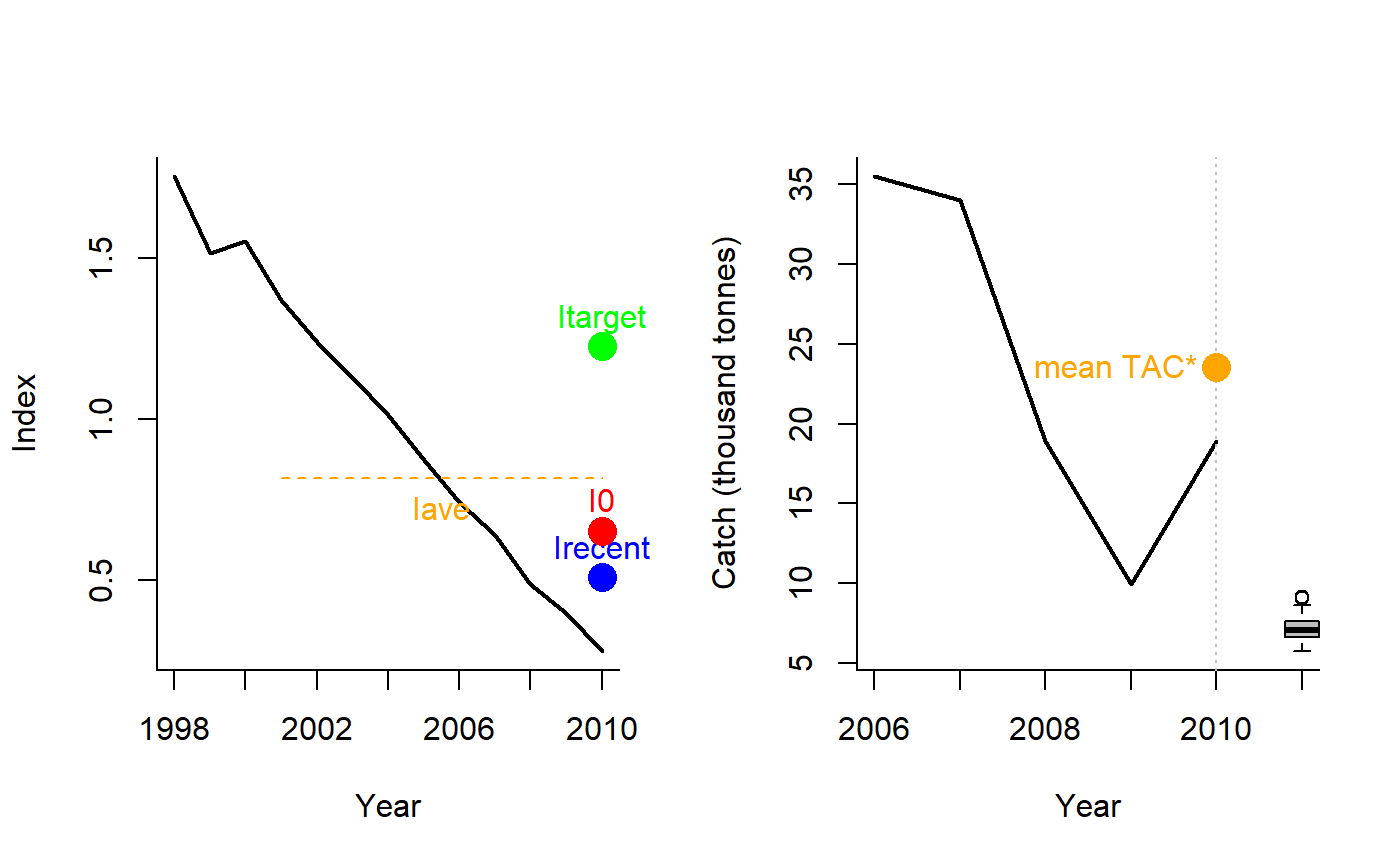 Index
1.5
1.0
0.5
Itarget
Iave
I0
Irecent
1998 2002 2006 2010
Year
Catch (thousand tonnes)
35
30
25
20
15
10
5
mean TAC*
2006 2008 2010
Year